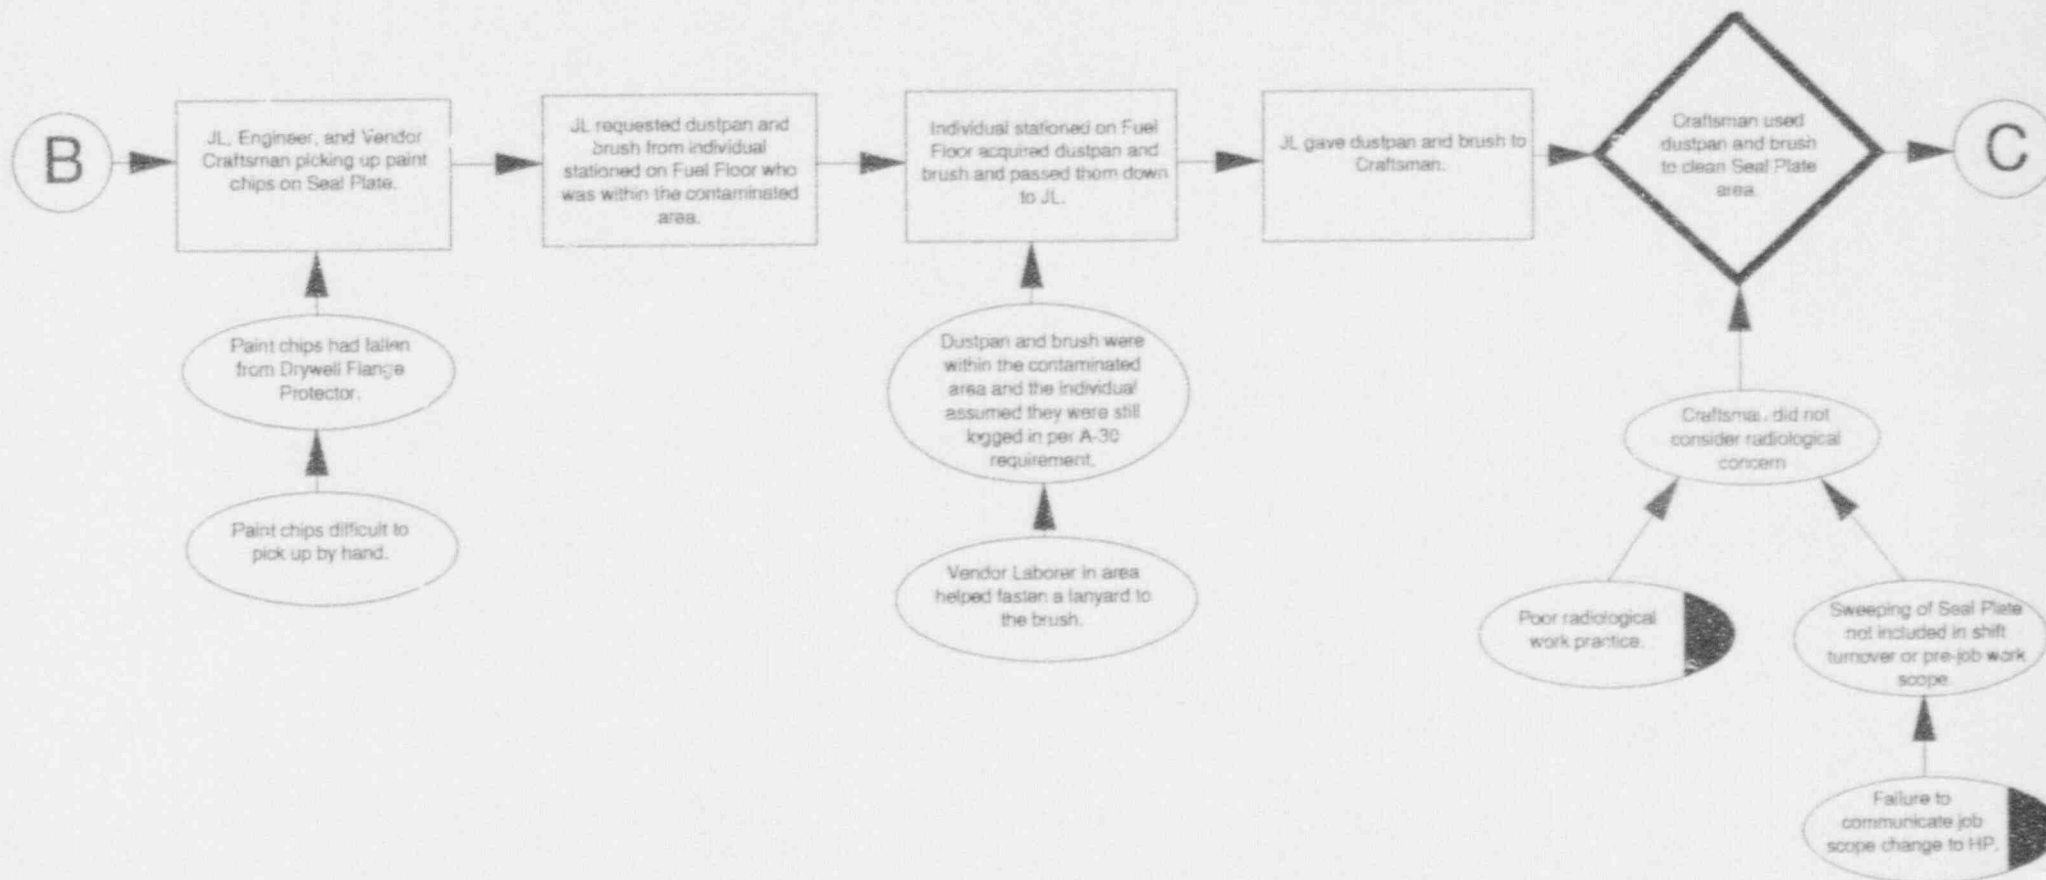 B
JL, Engineer, and Vendor
Craftsman picking up paint
chips on Seal Plate.
JL requested dustpan and
brush from individual
stationed on Fuel Floor who
was within the contaminated
area.
Individual stationed on Fuel
Floor acquired dustpan and
brush and passed them down
to JL.
JL gave dustpan and brush to
Craftsman.
Craftsman used
dustpan and brush
to clean Seal Plate
area.
C
Paint chips had fallen
from Drywell Flange
Protector.
Paint chips difficult to
pick up by hand.
Dustpan and brush were
within the contaminated
area and the individual
assumed they were still
logged in per A-30
requirement.
Vendor Laborer in area
helped fasten a lanyard to
the brush.
Craftsman did not
consider radiological
concern
Poor radiological
work practice.
Sweeping of Seal Plate
not included in shift
turnover or pre-job work
scope.
Failure to
communicate job
scope change to HP.